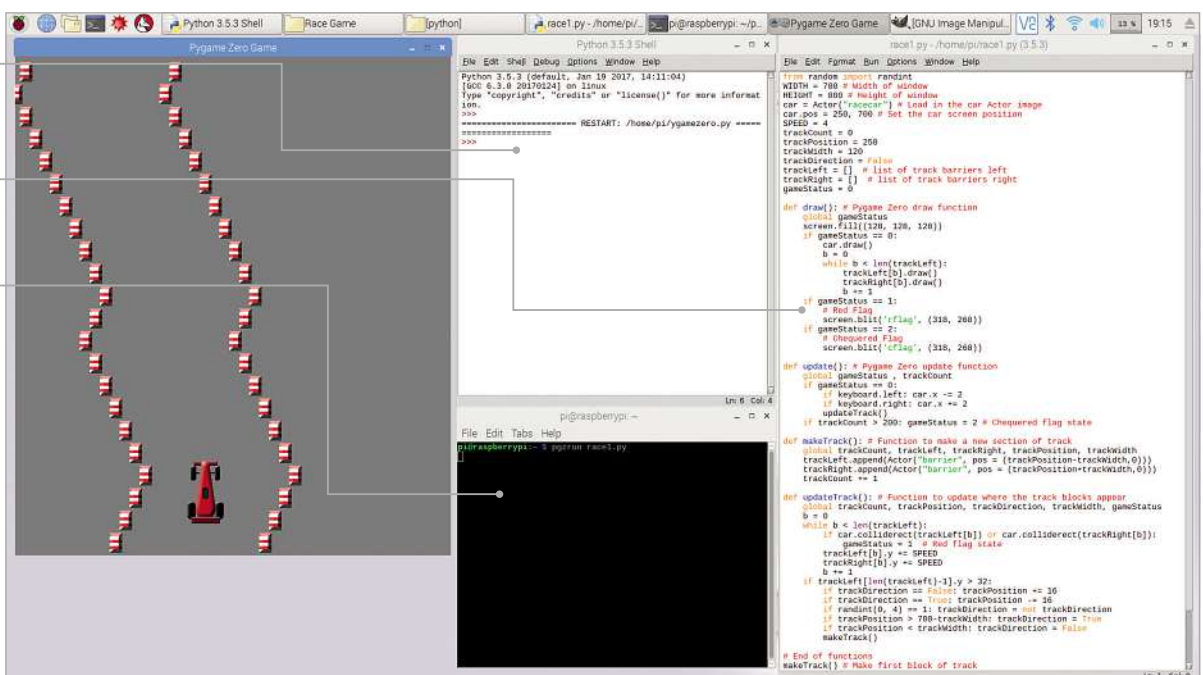 Python 3.5.3 Shell
Race Game
[python]
race1.py - /home/pi/...
pi@raspberrypi: ~/p...
Pygame Zero Game
[GNU Image Manipul...
13 %
19:15
Pygame Zero Game
Python 3.5.3 Shell
File Edit Shell Debug Options Window Help
Python 3.5.3 (default, Jan 19 2017, 14:11:04)
[GCC 6.3.0 20170124] on linux
Type "copyright", "credits" or "license()" for more informat
ion.
>>>
======================= RESTART: /home/pi/ygamezero.py =====
==================
>>>
Ln: 6 Col: 4
pi@raspberrypi: ~
File Edit Tabs Help
pi@raspberrypi:~ $ pgzrun race1.py
race1.py - /home/pi/race1.py (3.5.3)
File Edit Format Run Options Window Help
from random import randint
WIDTH = 700 # Width of window
HEIGHT = 800 # Height of window
car = Actor("racecar") # Load in the car Actor image
car.pos = 250, 700 # Set the car screen position
SPEED = 4
trackCount = 0
trackPosition = 250
trackWidth = 120
trackDirection = False
trackLeft = [] # list of track barriers left
trackRight = [] # list of track barriers right
gameStatus = 0
def draw(): # Pygame Zero draw function
global gameStatus
screen.fill((128, 128, 128))
if gameStatus == 0:
car.draw()
b = 0
while b < len(trackLeft):
trackLeft[b].draw()
trackRight[b].draw()
b += 1
if gameStatus == 1:
# Red Flag
screen.blit('rflag', (318, 268))
if gameStatus == 2:
# Chequered Flag
screen.blit('cflag', (318, 268))
def update(): # Pygame Zero update function
global gameStatus , trackCount
if gameStatus == 0:
if keyboard.left: car.x -= 2
if keyboard.right: car.x += 2
updateTrack()
if trackCount > 200: gameStatus = 2 # Chequered flag state
def makeTrack(): # Function to make a new section of track
global trackCount, trackLeft, trackRight, trackPosition, trackWidth
trackLeft.append(Actor("barrier", pos = (trackPosition-trackWidth,0)))
trackRight.append(Actor("barrier", pos = (trackPosition+trackWidth,0)))
trackCount += 1
def updateTrack(): # Function to update where the track blocks appear
global trackCount, trackPosition, trackDirection, trackWidth, gameStatus
b = 0
while b < len(trackLeft):
if car.colliderect(trackLeft[b]) or car.colliderect(trackRight[b]):
gameStatus = 1 # Red flag state
trackLeft[b].y += SPEED
trackRight[b].y += SPEED
b += 1
if trackLeft[len(trackLeft)-1].y > 32:
if trackDirection == False: trackPosition += 16
if trackDirection == True: trackPosition -= 16
if randint(0, 4) == 1: trackDirection = not trackDirection
if trackPosition > 700-trackWidth: trackDirection = True
if trackPosition < trackWidth: trackDirection = False
makeTrack()
# End of functions
makeTrack() # Make first block of track